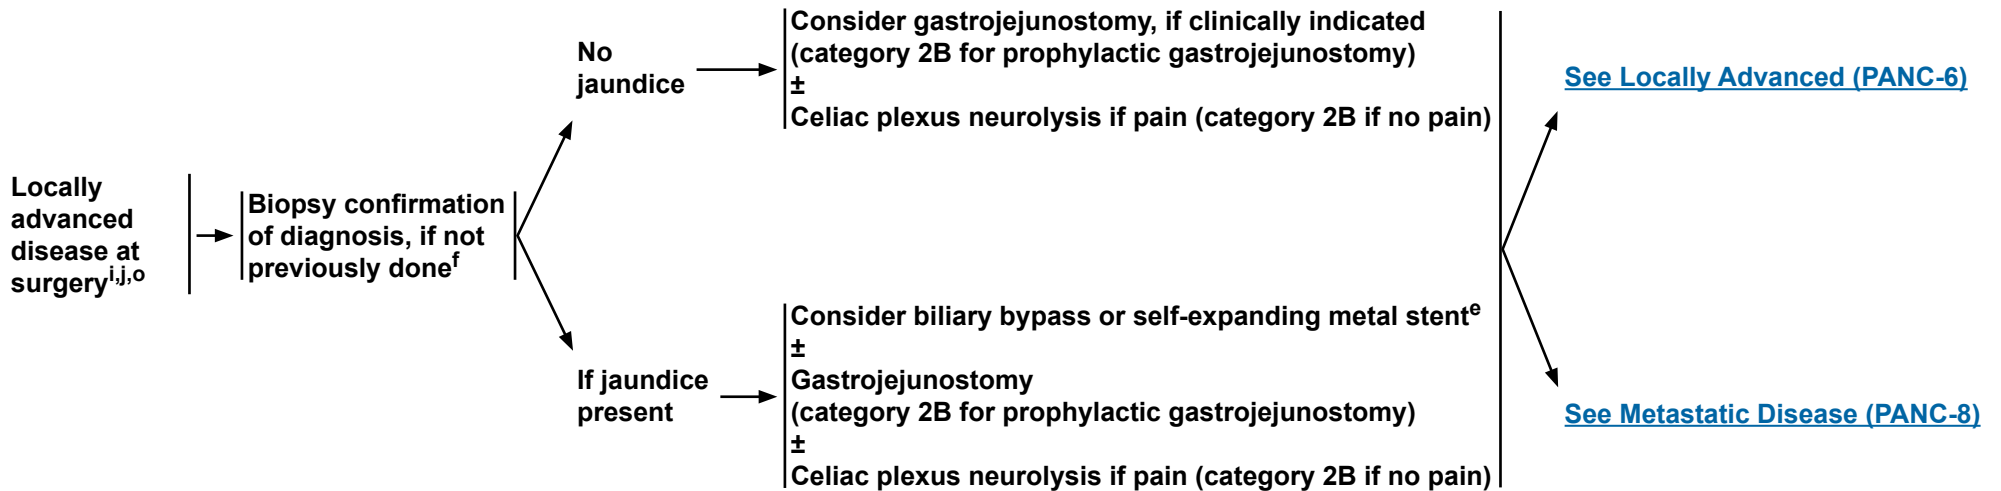 Locally
advanced
disease at
surgeryi,j,o
Biopsy confirmation
of diagnosis, if not
previously donef
No
jaundice
Consider gastrojejunostomy, if clinically indicated
(category 2B for prophylactic gastrojejunostomy)
±
Celiac plexus neurolysis if pain (category 2B if no pain)
If jaundice
present
Consider biliary bypass or self-expanding metal stente
±
Gastrojejunostomy
(category 2B for prophylactic gastrojejunostomy)
±
Celiac plexus neurolysis if pain (category 2B if no pain)
See Locally Advanced (PANC-6)
See Metastatic Disease (PANC-8)